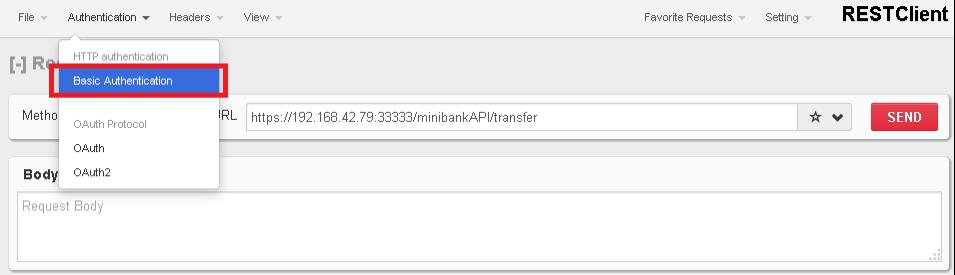 File Authentication Headers View Favorite Requests Setting RESTClient
HTTP authentication
[-] Re
Basic Authentication
Metho RL https://192.168.42.79:33333/minibankAPI/transfer SEND
OAuth Protocol
OAuth
Body
OAuth2
Request Body